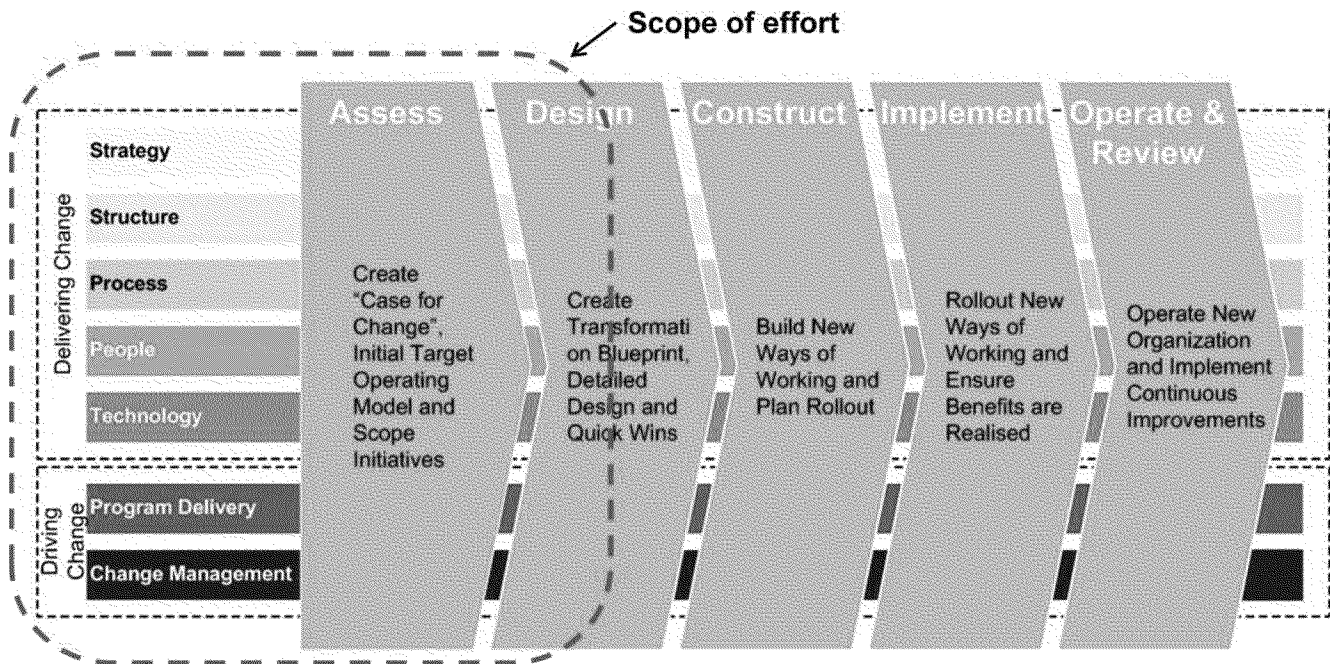 Scope of effort
Assess
Design
Construct
Implement
Operate &
Review
Delivering Change
Strategy
Structure
Process
People
Technology
Create
“Case for
Change”,
Initial Target
Operating
Model and
Scope
Initiatives
Create
Transformati
on Blueprint,
Detailed
Design and
Quick Wins
Build New
Ways of
Working and
Plan Rollout
Rollout New
Ways of
Working and
Ensure
Benefits are
Realised
Operate New
Organization
and Implement
Continuous
Improvements
Driving
Change
Program Delivery
Change Management